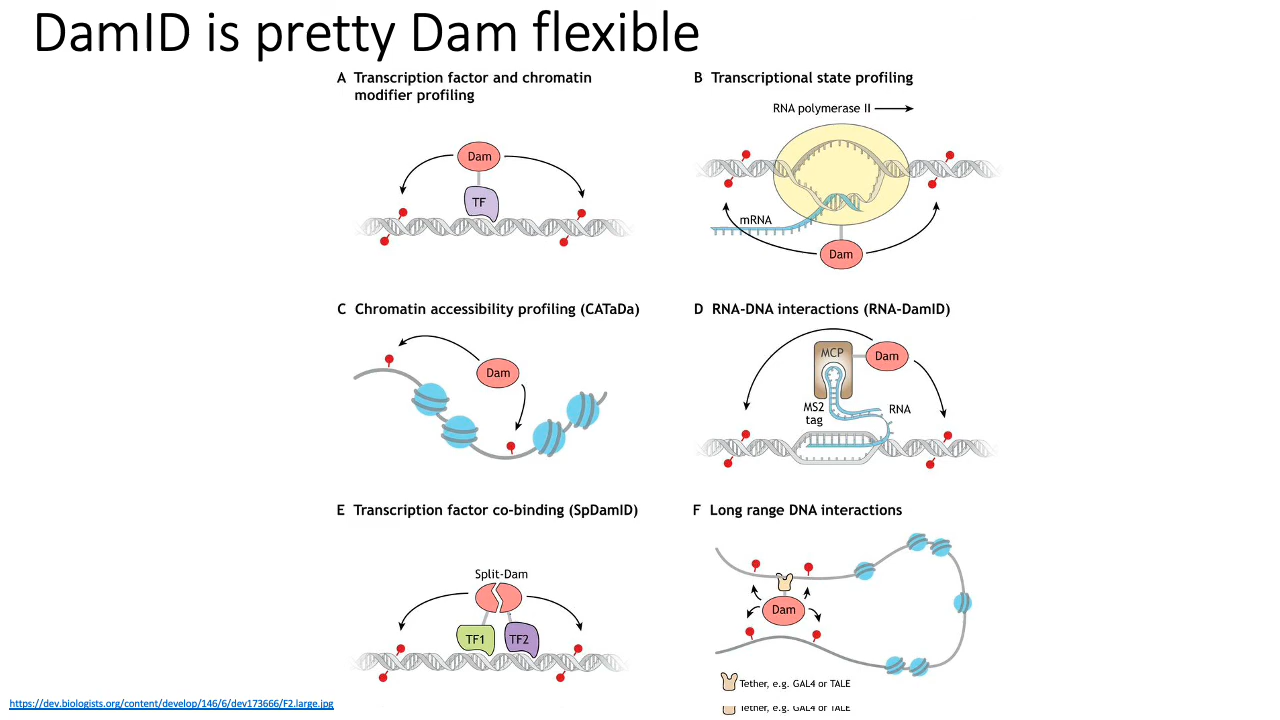 DamID is pretty Dam flexible
A Transcription factor and chromatin
modifier profiling
Dam
TF
B Transcriptional state profiling
RNA polymerase II
mRNA
Dam
C Chromatin accessibility profiling (CATaDa)
Dam
D RNA-DNA interactions (RNA-DamID)
MCP
Dam
MS2
tag
RNA
E Transcription factor co-binding (SpDamID)
Split-Dam
TF1
TF2
F Long range DNA interactions
Dam
Tether, e.g. GAL4 or TALE
Tether, e.g. GAL4 or TALE
https://dev.biologists.org/content/develop/146/6/dev173666/F2.large.jpg